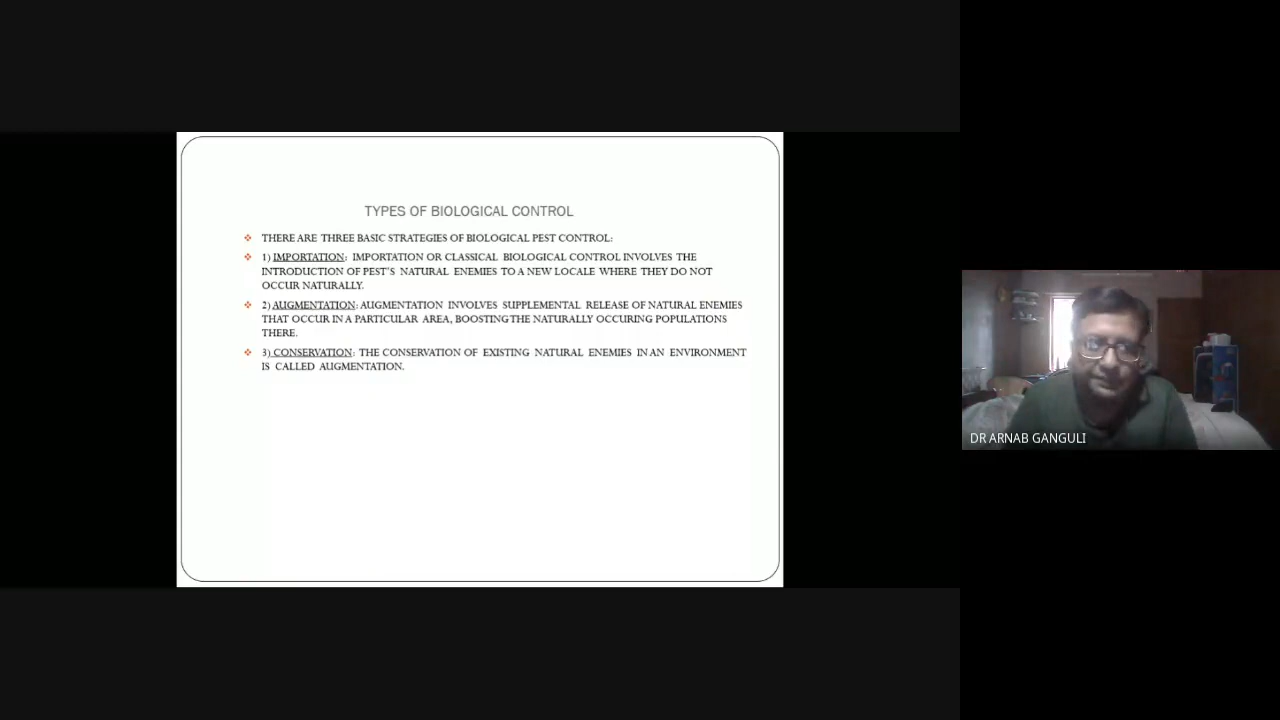 TYPES OF BIOLOGICAL CONTROL
THERE ARE THREE BASIC STRATEGIES OF BIOLOGICAL PEST CONTROL:
1) IMPORTATION: IMPORTATION OR CLASSICAL BIOLOGICAL CONTROL INVOLVES THE
INTRODUCTION OF PEST'S NATURAL ENEMIES TO A NEW LOCALE WHERE THEY DO NOT
OCCUR NATURALLY.
2) AUGMENTATION: AUGMENTATION INVOLVES SUPPLEMENTAL RELEASE OF NATURAL ENEMIES
THAT OCCUR IN A PARTICULAR AREA, BOOSTING THE NATURALLY OCCURING POPULATIONS
THERE.
3) CONSERVATION: THE CONSERVATION OF EXISTING NATURAL ENEMIES IN AN ENVIRONMENT
IS CALLED AUGMENTATION.
DR ARNAB GANGULI